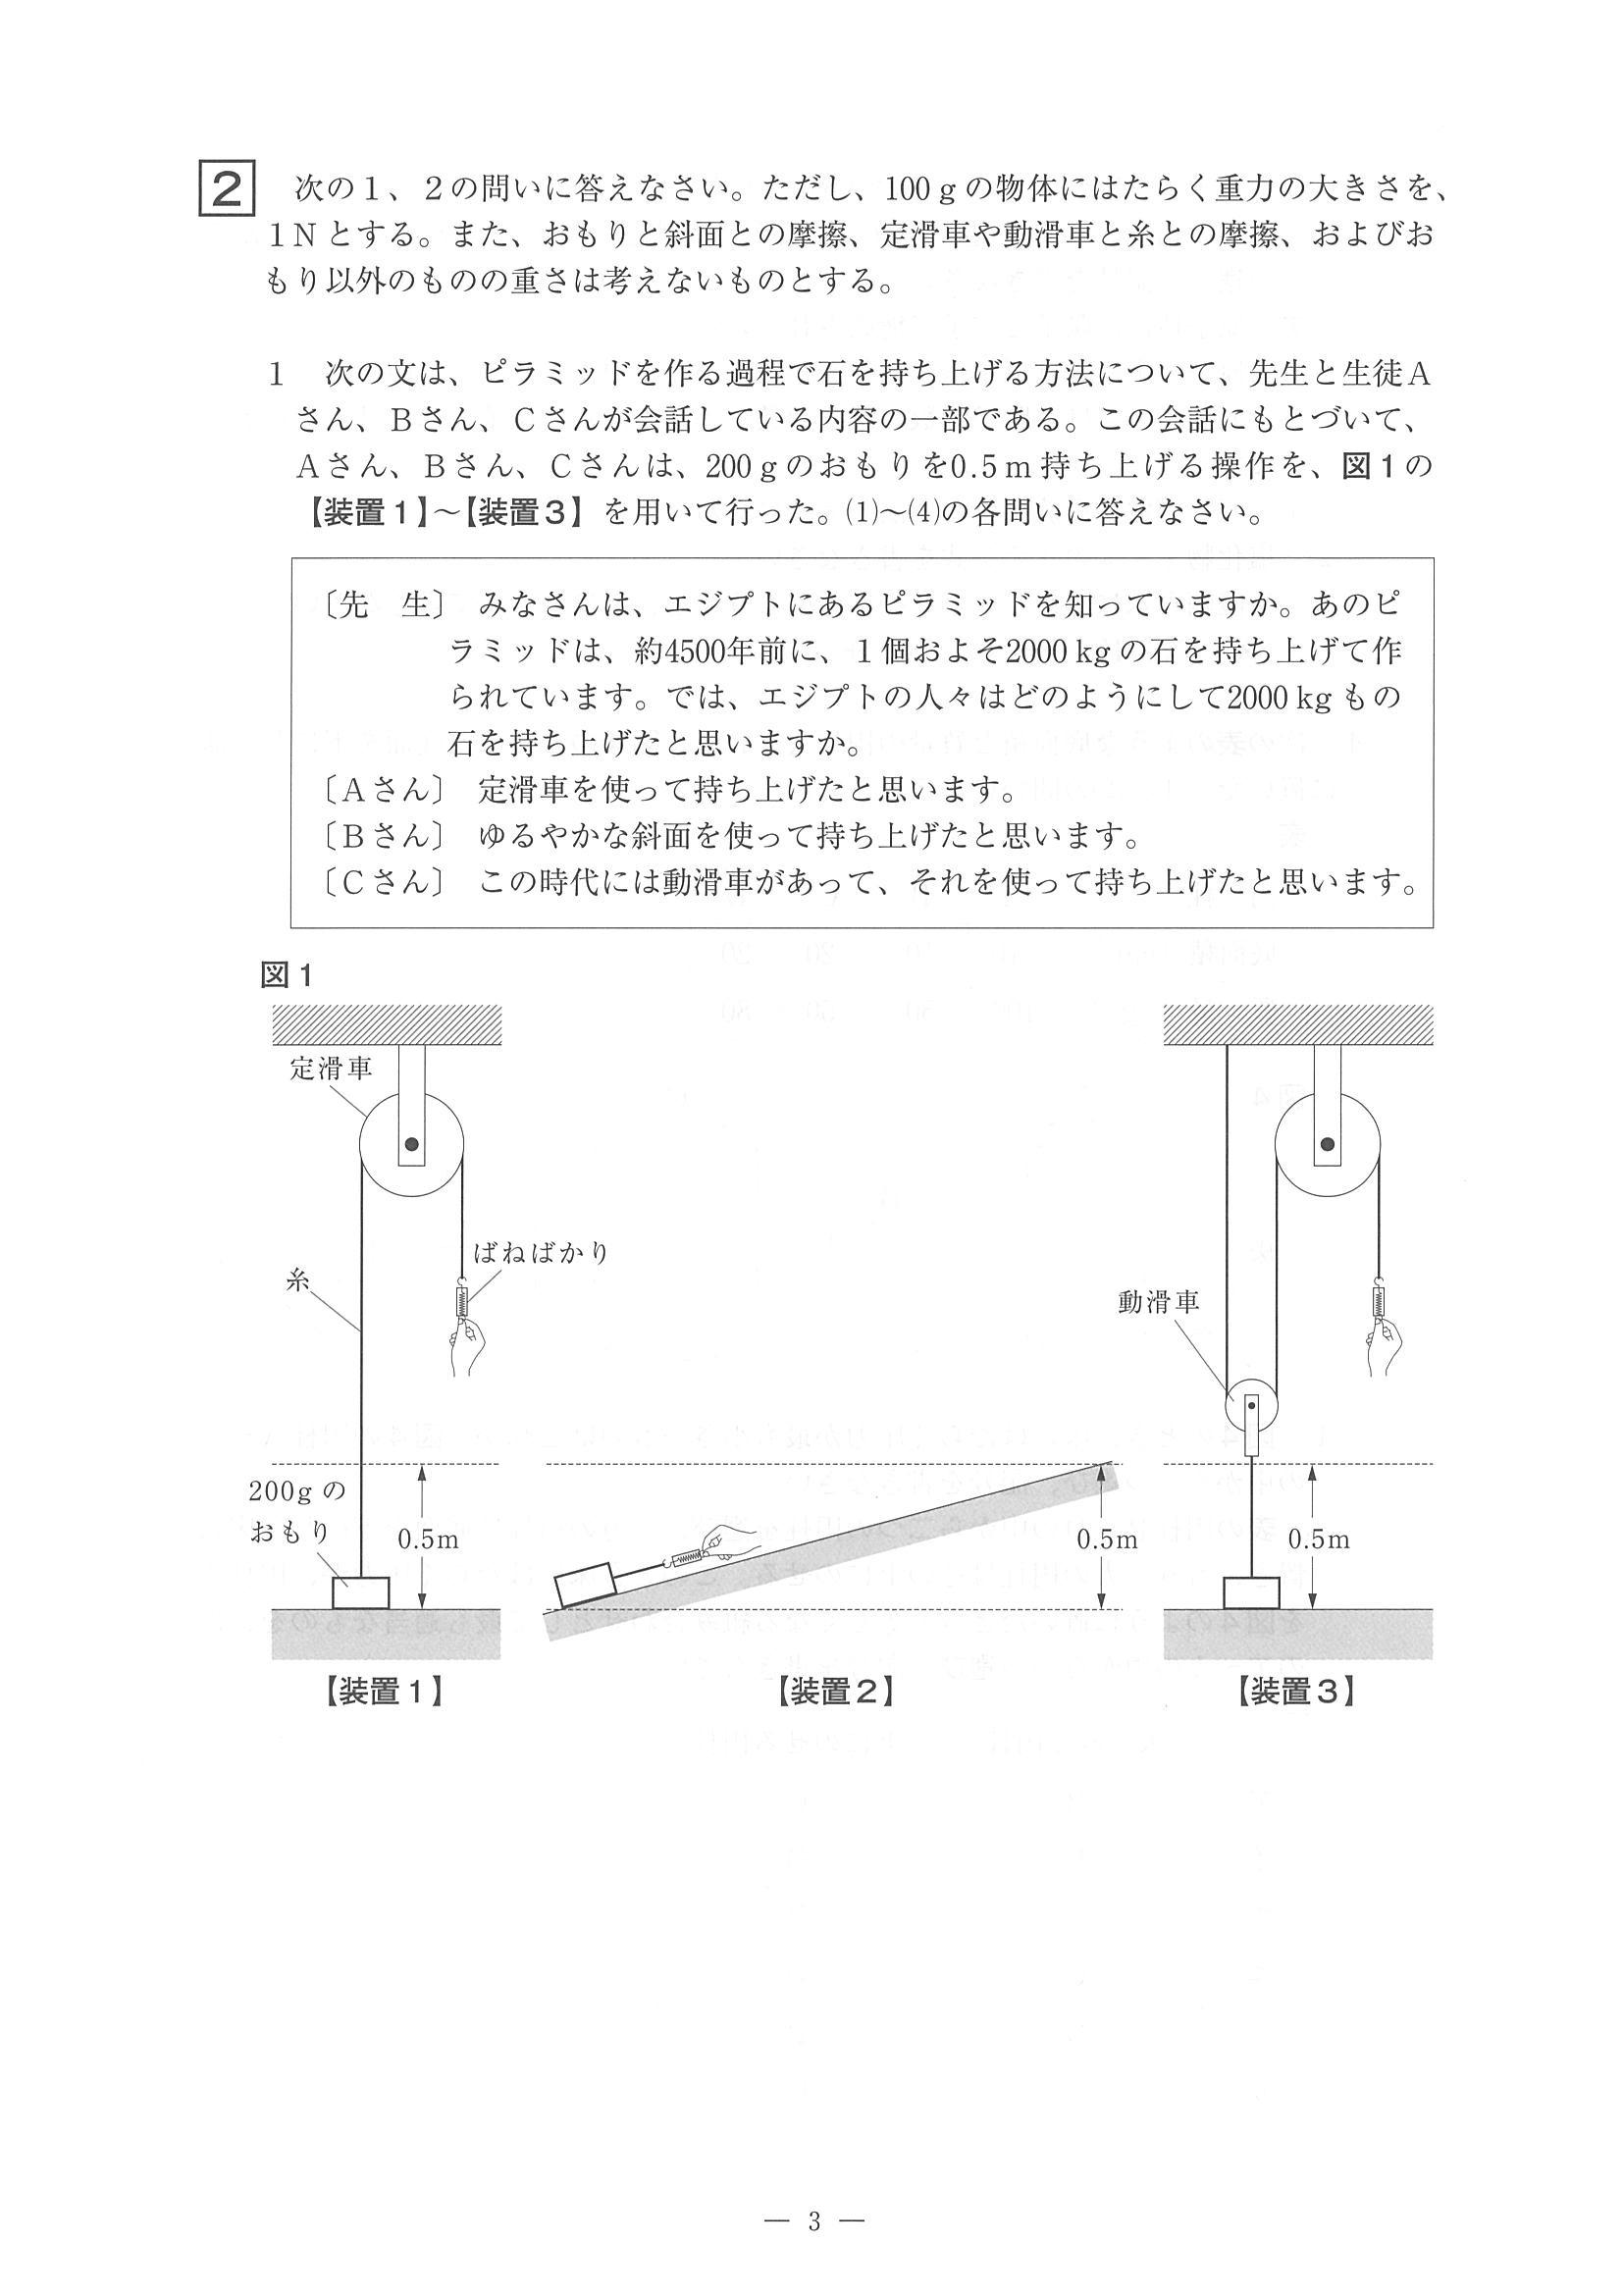 2 次の1、2の問いに答えなさい。ただし、100gの物体にはたらく重力の大きさを、
1Nとする。また、おもりと斜面との摩擦、定滑車や動滑車と糸との摩擦、およびお
もり以外のものの重さは考えないものとする。
1 次の文は、ピラミッドを作る過程で石を持ち上げる方法について、先生と生徒A
さん、Bさん、Cさんが会話している内容の一部である。この会話にもとづいて、
Aさん、Bさん、Cさんは、200gのおもりを0.5m持ち上げる操作を、図1の
【装置1】～【装置3】を用いて行った。(1)～(4)の各問いに答えなさい。
〔先 生〕 みなさんは、エジプトにあるピラミッドを知っていますか。あのピ
ラミッドは、約4500年前に、1個およそ2000kgの石を持ち上げて作
られています。では、エジプトの人々はどのようにして2000kgもの
石を持ち上げたと思いますか。
〔Aさん〕 定滑車を使って持ち上げたと思います。
〔Bさん〕 ゆるやかな斜面を使って持ち上げたと思います。
〔Cさん〕 この時代には動滑車があって、それを使って持ち上げたと思います。
図1
定滑車
ばねばかり
糸
動滑車
200gの
おもり
0.5m
0.5m
0.5m
【装置1】
【装置2】
【装置3】
― 3 ―